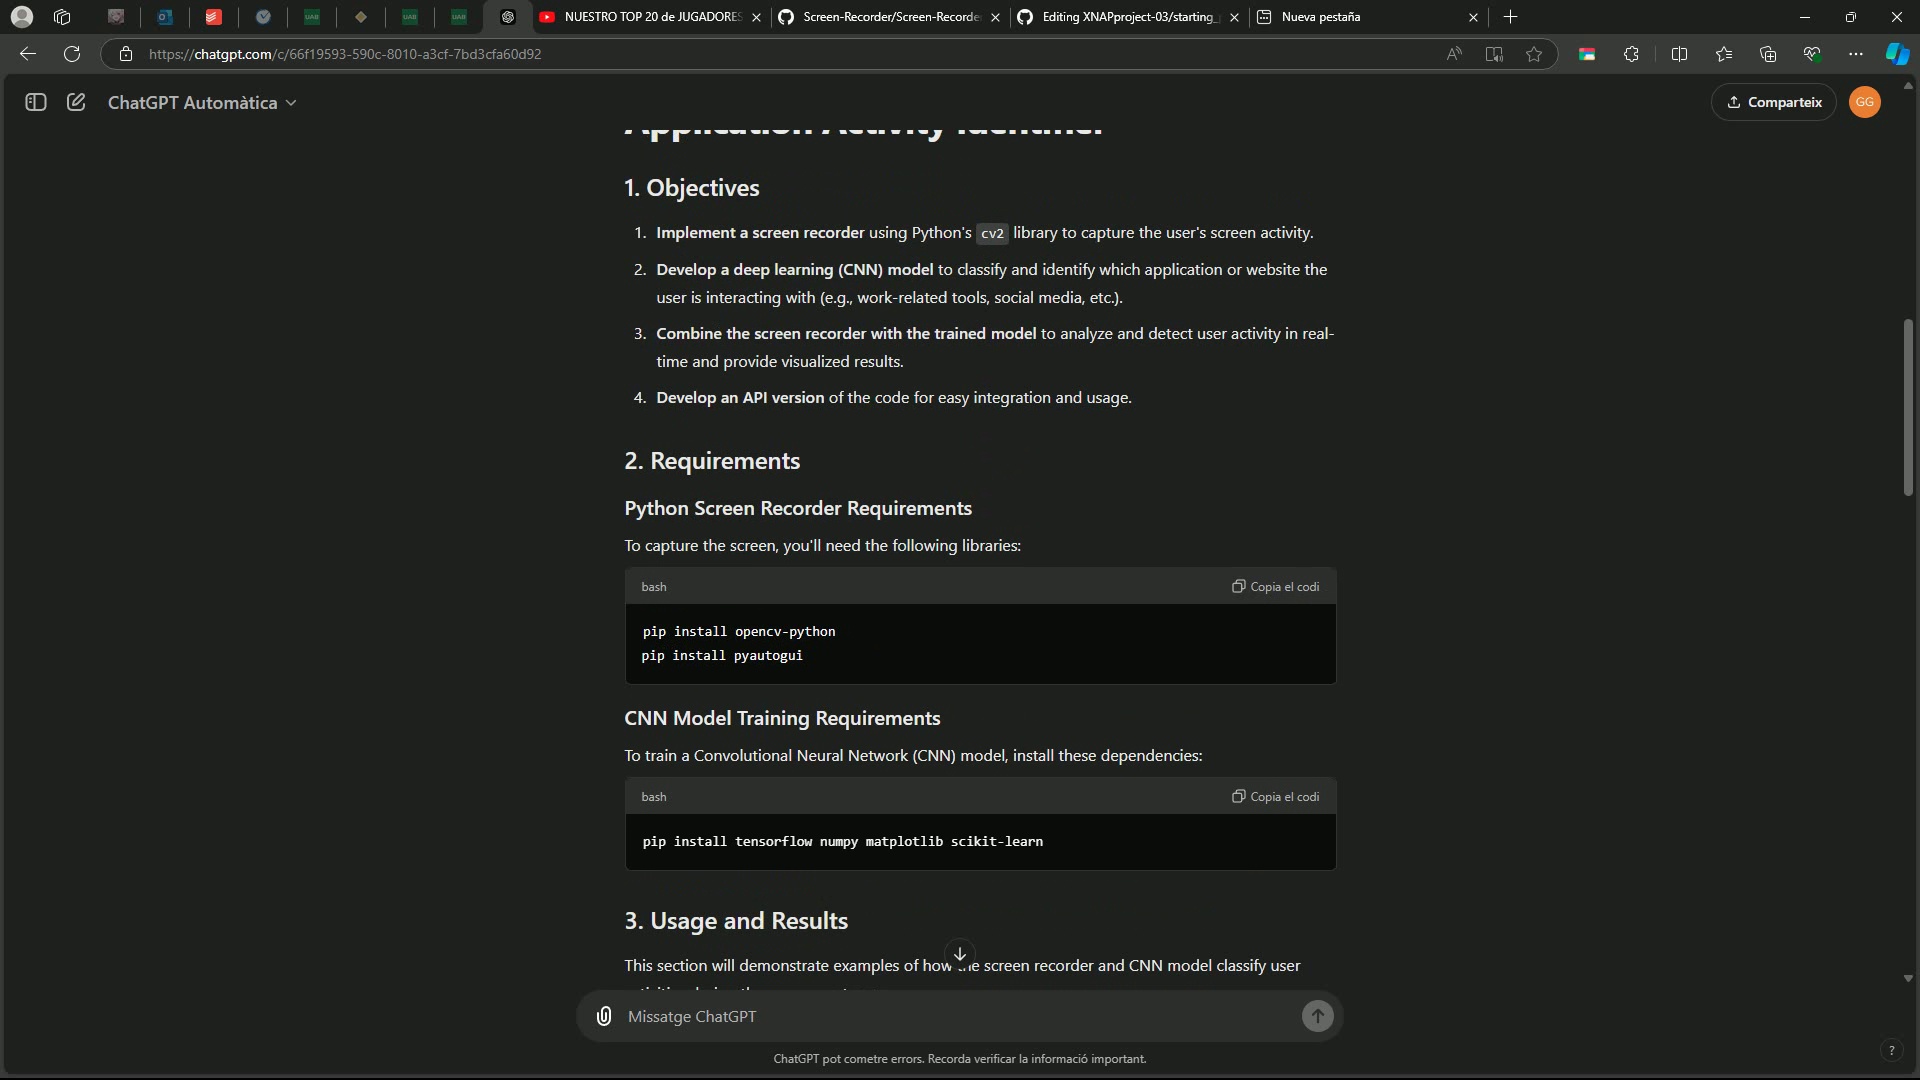 NUESTRO TOP 20 de JUGADORES
Screen-Recorder/Screen-Recorde
Editing XNAPproject-03/starting_
Nueva pestaña
https://chatgpt.com/c/66f19593-590c-8010-a3cf-7bd3cfa60d92
ChatGPT Automàtica
Comparteix
GG
Application Activity Identifier
1. Objectives
1. Implement a screen recorder using Python's cv2 library to capture the user's screen activity.
2. Develop a deep learning (CNN) model to classify and identify which application or website the
user is interacting with (e.g., work-related tools, social media, etc.).
3. Combine the screen recorder with the trained model to analyze and detect user activity in real-
time and provide visualized results.
4. Develop an API version of the code for easy integration and usage.
2. Requirements
Python Screen Recorder Requirements
To capture the screen, you'll need the following libraries:
bash
Copia el codi
pip install opencv-python
pip install pyautogui
CNN Model Training Requirements
To train a Convolutional Neural Network (CNN) model, install these dependencies:
bash
Copia el codi
pip install tensorflow numpy matplotlib scikit-learn
3. Usage and Results
This section will demonstrate examples of how the screen recorder and CNN model classify user
Missatge ChatGPT
ChatGPT pot cometre errors. Recorda verificar la informació important.
?